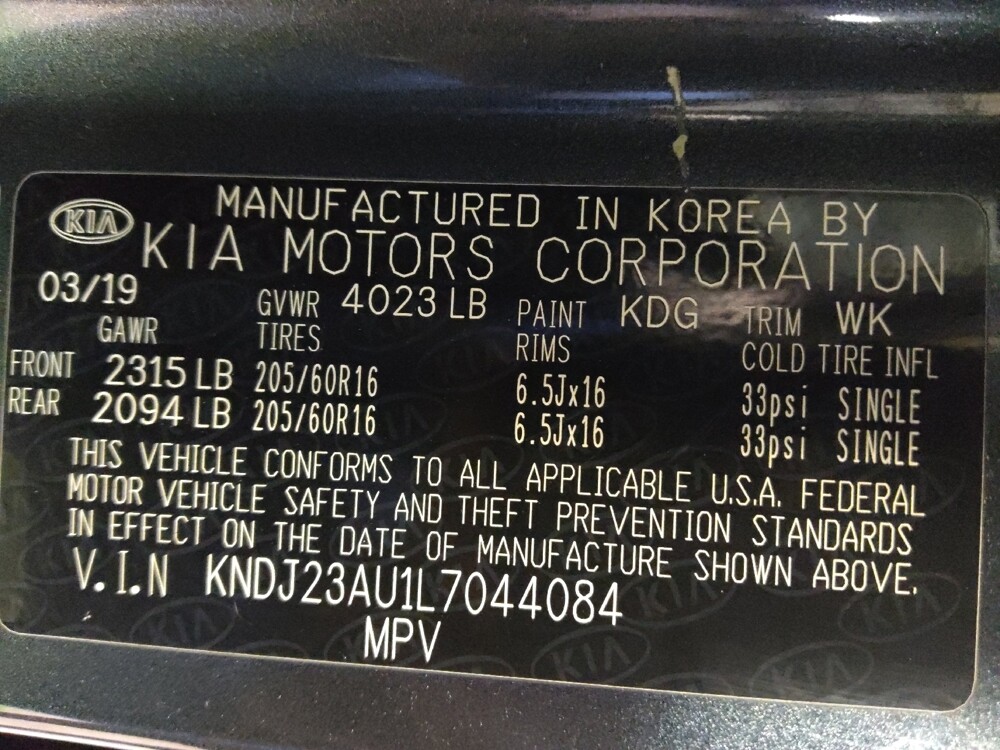 KIA MANUFACTURED IN KOREA BY
KIA MOTORS CORPORATION
03/19 GVWR 4023 LB PAINT KDG TRIM WK
GAWR TIRES RIMS COLD TIRE INFL
FRONT 2315 LB 205/60R16 6.5Jx16 33psi SINGLE
REAR 2094 LB 205/60R16 6.5Jx16 33psi SINGLE
THIS VEHICLE CONFORMS TO ALL APPLICABLE U.S.A. FEDERAL
MOTOR VEHICLE SAFETY AND THEFT PREVENTION STANDARDS
IN EFFECT ON THE DATE OF MANUFACTURE SHOWN ABOVE.
V.I.N KNDJ23AU1L7044084
MPV